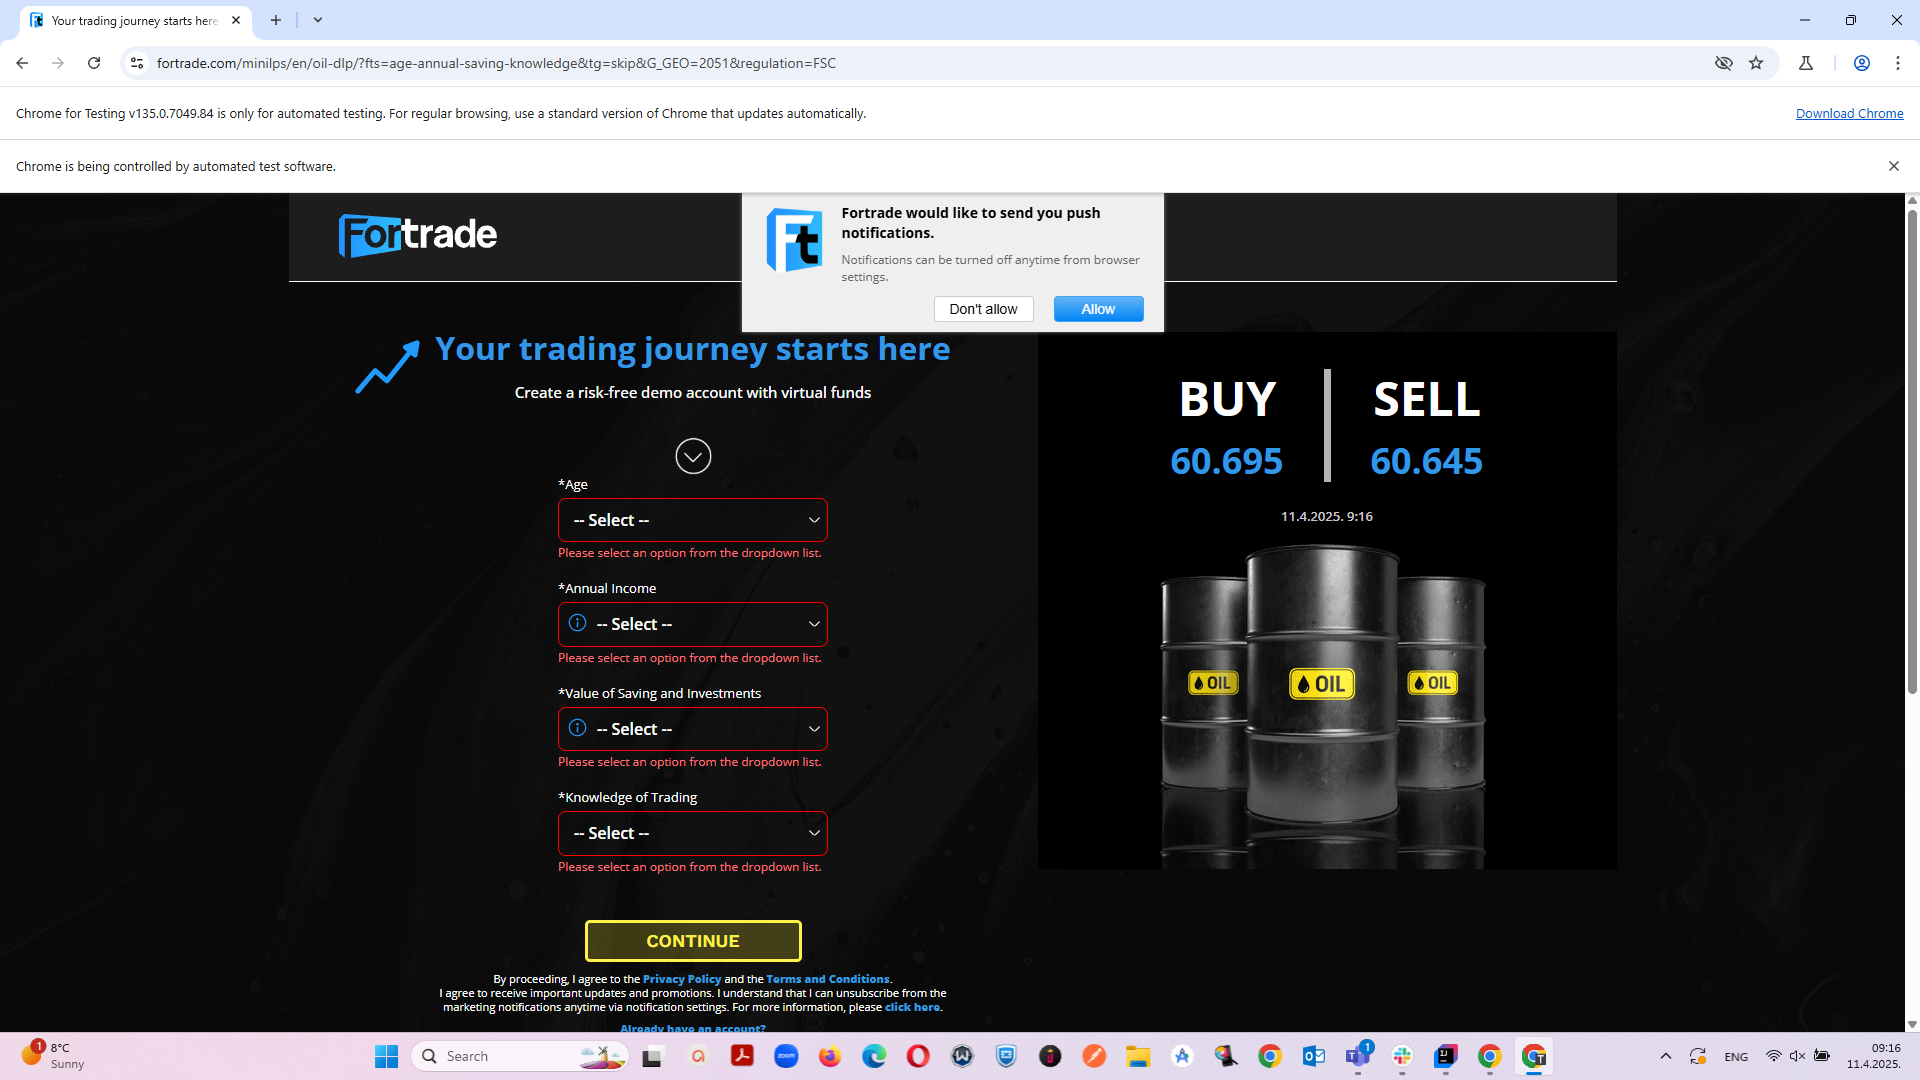 Your trading journey starts here
fortrade.com/minilps/en/oil-dlp/?fts=age-annual-saving-knowledge&tg=skip&G_GEO=2051&regulation=FSC
Chrome for Testing v135.0.7049.84 is only for automated testing. For regular browsing, use a standard version of Chrome that updates automatically.
Download Chrome
Chrome is being controlled by automated test software.
Fortrade
Ft
Fortrade would like to send you push
notifications.
Notifications can be turned off anytime from browser
settings.
Don't allow
Allow
Your trading journey starts here
Create a risk-free demo account with virtual funds
*Age
-- Select --
Please select an option from the dropdown list.
*Annual Income
-- Select --
Please select an option from the dropdown list.
*Value of Saving and Investments
-- Select --
Please select an option from the dropdown list.
*Knowledge of Trading
-- Select --
Please select an option from the dropdown list.
CONTINUE
By proceeding, I agree to the Privacy Policy and the Terms and Conditions.
I agree to receive important updates and promotions. I understand that I can unsubscribe from the
marketing notifications anytime via notification settings. For more information, please click here.
Already have an account?
BUY
SELL
60.695
60.645
11.4.2025. 9:16
OIL
OIL
OIL
1
8°C
Sunny
Search
zoom
1
ENG
09:16
11.4.2025.